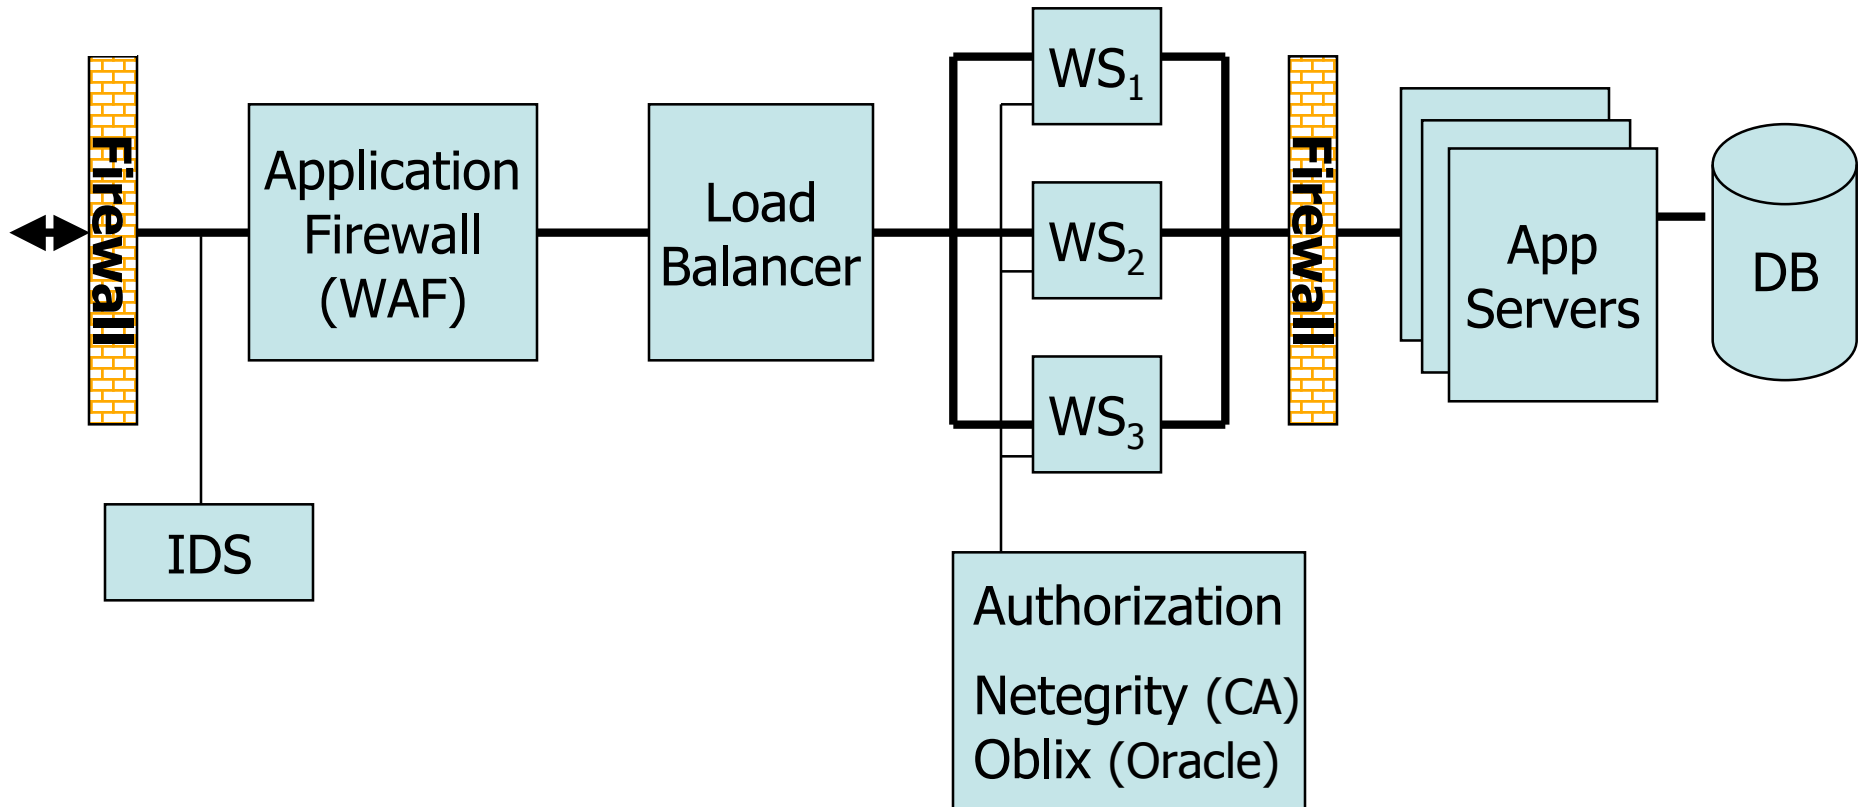 Firewall
Application
Firewall
(WAF)
IDS
Load
Balancer
WS₁
WS₂
WS₃
Authorization
Netegrity (CA)
Oblix (Oracle)
Firewall
App
Servers
DB